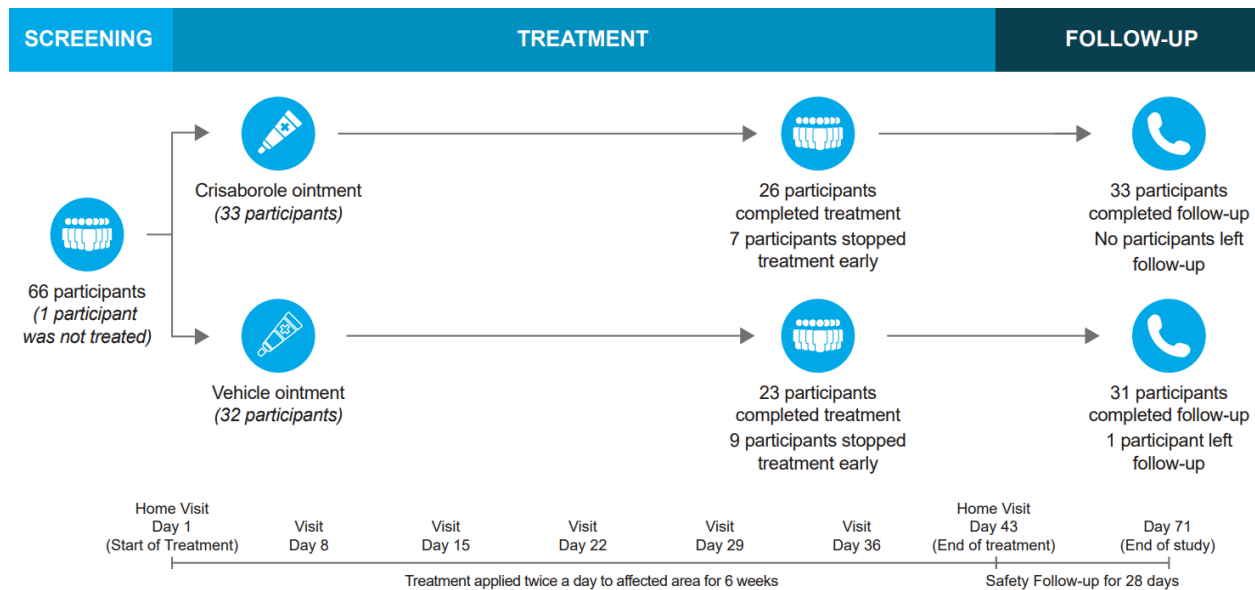 SCREENING
TREATMENT
FOLLOW-UP
66 participants
(1 participant
was not treated)
Crisaborole ointment
(33 participants)
26 participants
completed treatment
7 participants stopped
treatment early
33 participants
completed follow-up
No participants left
follow-up
Vehicle ointment
(32 participants)
23 participants
completed treatment
9 participants stopped
treatment early
31 participants
completed follow-up
1 participant left
follow-up
Home Visit
Day 1
(Start of Treatment)
Visit
Day 8
Visit
Day 15
Visit
Day 22
Visit
Day 29
Visit
Day 36
Home Visit
Day 43
(End of treatment)
Day 71
(End of study)
Treatment applied twice a day to affected area for 6 weeks
Safety Follow-up for 28 days